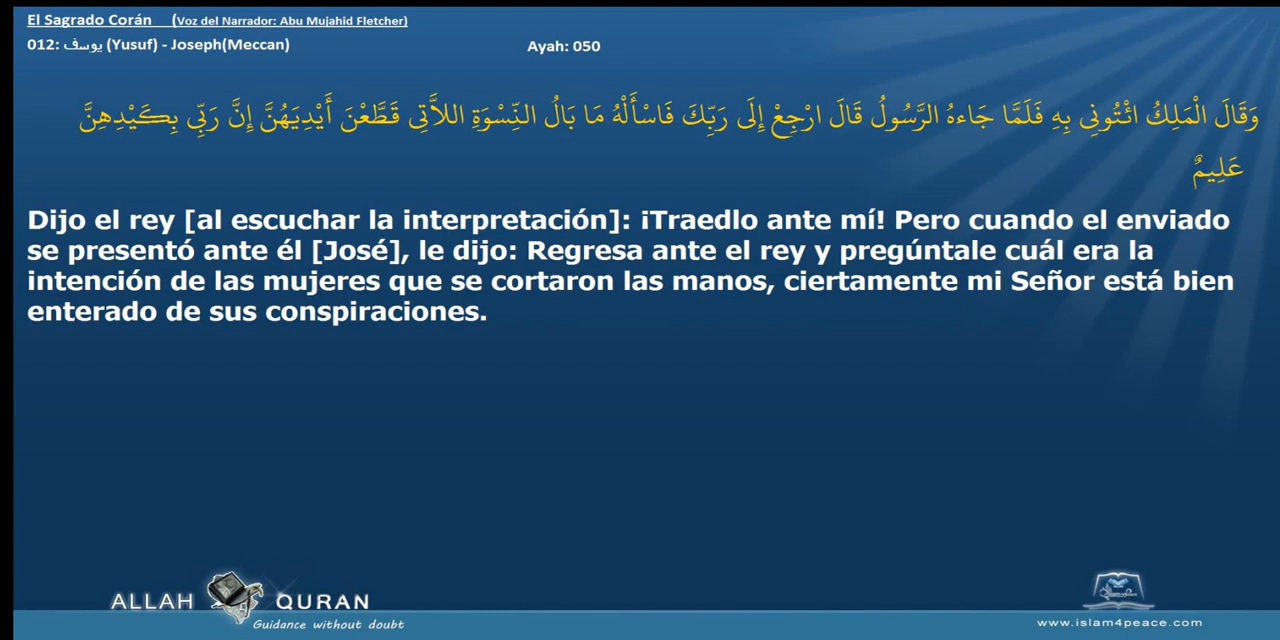 El Sagrado Corán (Voz del Narrador: Abu Mujahid Fletcher)
012: يوسف (Yusuf) - Joseph(Meccan) Ayah: 050
وَقَالَ الْمَلِكُ ائْتُونِي بِهِ فَلَمَّا جَاءهُ الرَّسُولُ قَالَ ارْجِعْ إِلَى رَبِّكَ فَاسْأَلْهُ مَا بَالُ النِّسْوَةِ اللاَّتِي قَطَّعْنَ أَيْدِيَهُنَّ إِنَّ رَبِّي بِكَيْدِهِنَّ
عَلِيمٌ
Dijo el rey [al escuchar la interpretación]: ¡Traedlo ante mí! Pero cuando el enviado
se presentó ante él [José], le dijo: Regresa ante el rey y pregúntale cuál era la
intención de las mujeres que se cortaron las manos, ciertamente mi Señor está bien
enterado de sus conspiraciones.
ALLAH QURAN
Guidance without doubt
www.islam4peace.com